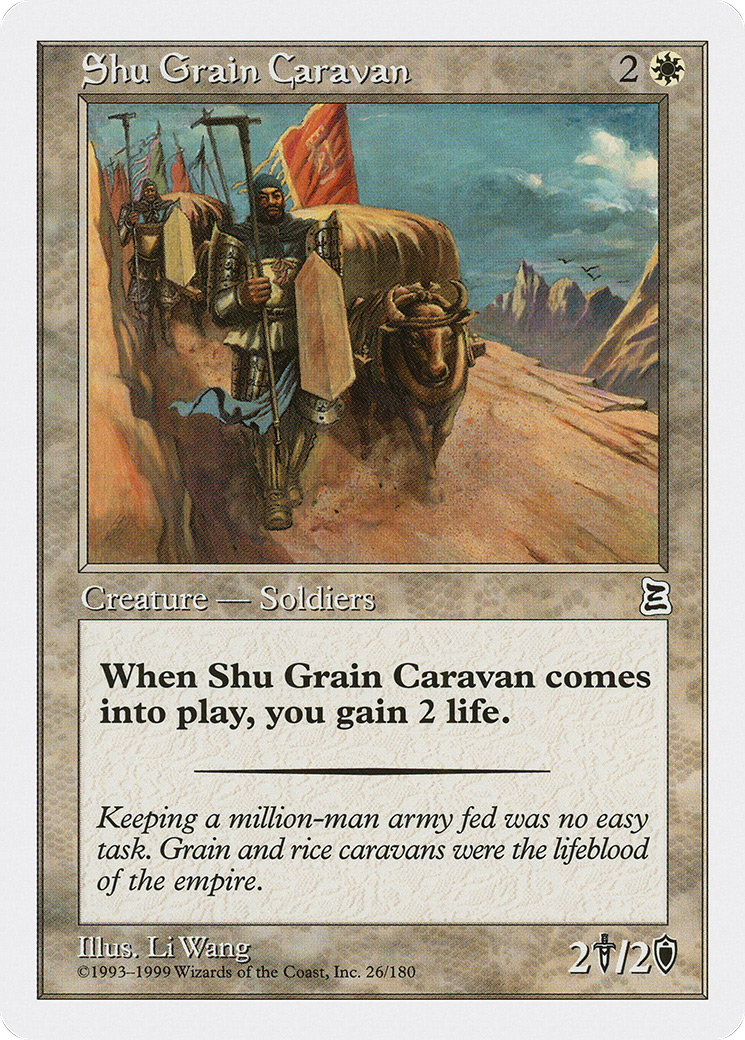 Shu Grain Caravan 2
Creature — Soldiers
When Shu Grain Caravan comes
into play, you gain 2 life.
Keeping a million-man army fed was no easy
task. Grain and rice caravans were the lifeblood
of the empire.
Illus. Li Wang
©1993–1999 Wizards of the Coast, Inc. 26/180
2/2